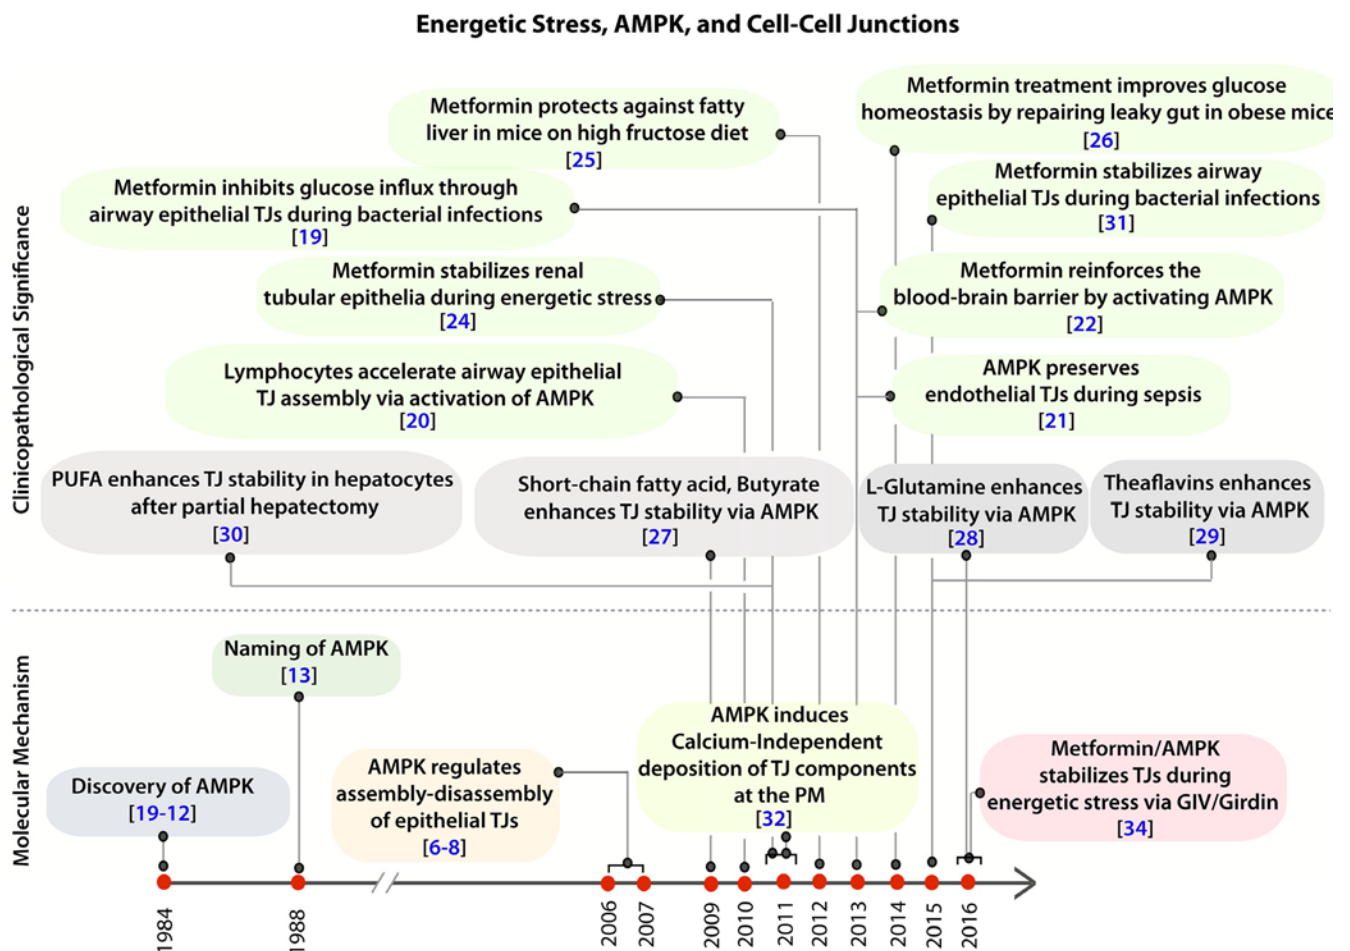 Energetic Stress, AMPK, and Cell-Cell Junctions
Clinicopathological Significance
Metformin protects against fatty
liver in mice on high fructose diet
[25]
Metformin treatment improves glucose
homeostasis by repairing leaky gut in obese mice
[26]
Metformin inhibits glucose influx through
airway epithelial TJs during bacterial infections
[19]
Metformin stabilizes airway
epithelial TJs during bacterial infections
[31]
Metformin stabilizes renal
tubular epithelia during energetic stress
[24]
Metformin reinforces the
blood-brain barrier by activating AMPK
[22]
Lymphocytes accelerate airway epithelial
TJ assembly via activation of AMPK
[20]
AMPK preserves
endothelial TJs during sepsis
[21]
PUFA enhances TJ stability in hepatocytes
after partial hepatectomy
[30]
Short-chain fatty acid, Butyrate
enhances TJ stability via AMPK
[27]
L-Glutamine enhances
TJ stability via AMPK
[28]
Theaflavins enhances
TJ stability via AMPK
[29]
Molecular Mechanism
Naming of AMPK
[13]
Discovery of AMPK
[19-12]
AMPK regulates
assembly-disassembly
of epithelial TJs
[6-8]
AMPK induces
Calcium-Independent
deposition of TJ components
at the PM
[32]
Metformin/AMPK
stabilizes TJs during
energetic stress via GIV/Girdin
[34]
1984
1988
2006
2007
2009
2010
2011
2012
2013
2014
2015
2016